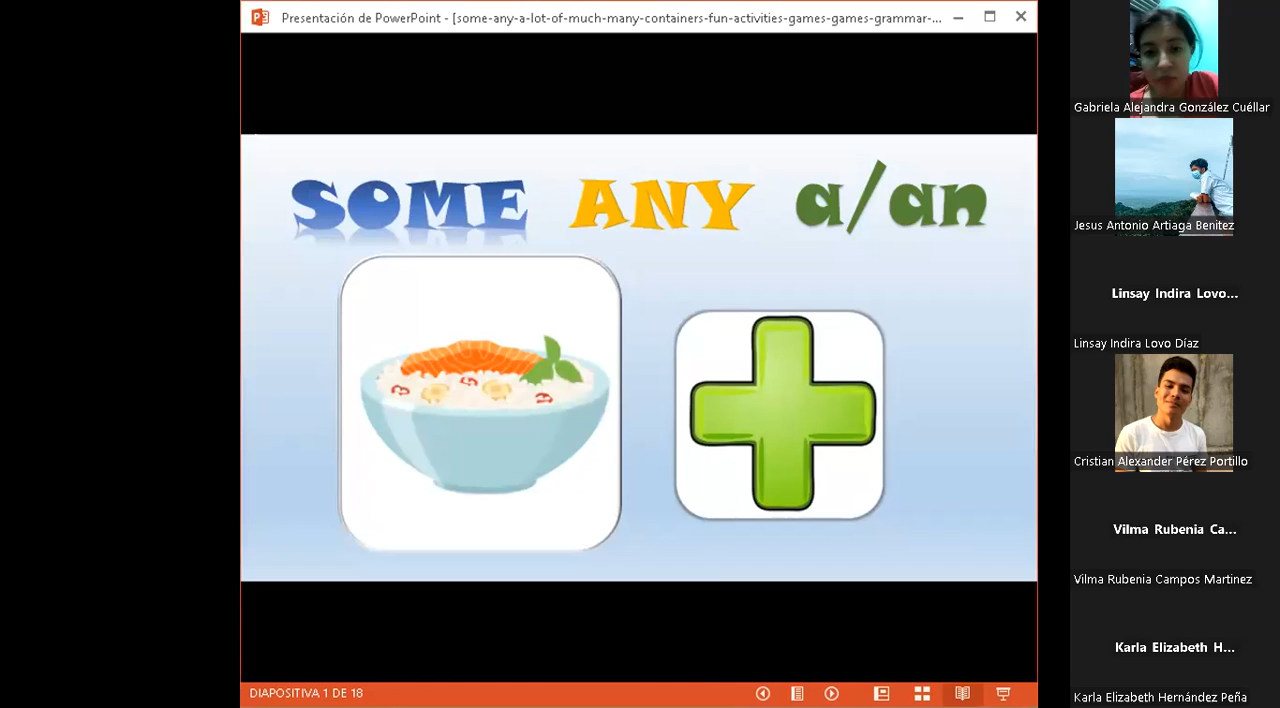 Presentación de PowerPoint - [some-any-a-lot-of-much-many-containers-fun-activities-games-games-grammar-...
SOME ANY a/an
DIAPOSITIVA 1 DE 18
Gabriela Alejandra González Cuéllar
Jesus Antonio Artiaga Benitez
Linsay Indira Lovo...
Linsay Indira Lovo Díaz
Cristian Alexander Pérez Portillo
Vilma Rubenia Ca...
Vilma Rubenia Campos Martinez
Karla Elizabeth H...
Karla Elizabeth Hernández Peña